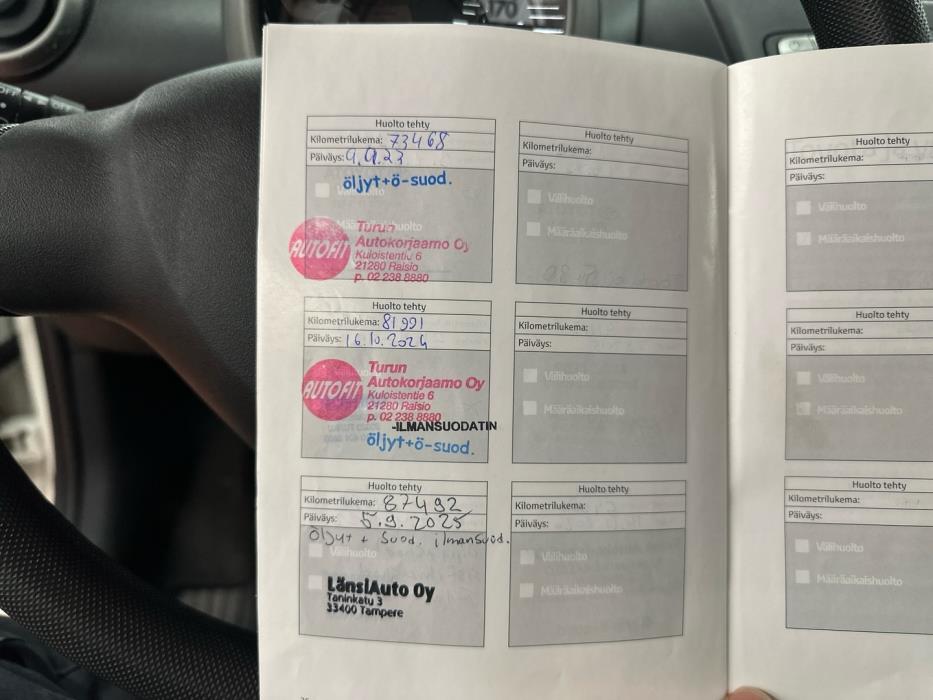 170
Huolto tehty
Kilometrilukema: 73468
Päiväys: 9.9.23
öljyt+ö-suod.
AUTOFIT
Turun
Autokorjaamo Oy
Kuloistentie 6
21280 Raisio
p. 02 238 8880
Huolto tehty
Kilometrilukema: 81991
Päiväys: 16.10.2024
AUTOFIT
Turun
Autokorjaamo Oy
Kuloistentie 6
21280 Raisio
p. 02 238 8880
-ILMANSUODATIN
öljyt+ö-suod.
Huolto tehty
Kilometrilukema: 87492
Päiväys: 5.9.2025
Öljyt + suod. ilmansuod.
Välihuolto
LänsiAuto Oy
Taninkatu 3
33400 Tampere
Huolto tehty
Kilometrilukema:
Päiväys:
Välihuolto
Määräaikaishuolto
Huolto tehty
Kilometrilukema:
Päiväys:
Välihuolto
Määräaikaishuolto
Huolto tehty
Kilometrilukema:
Päiväys:
Välihuolto
Määräaikaishuolto
Huolto tehty
Kilometrilukema:
Päiväys:
Välihuolto
Määräaikaishuolto
Huolto tehty
Kilometrilukema:
Päiväys:
Välihuolto
Määräaikaishuolto
Huolto tehty
Kilometrilukema:
Päiväys:
Välihuolto
Määräaikaishuolto